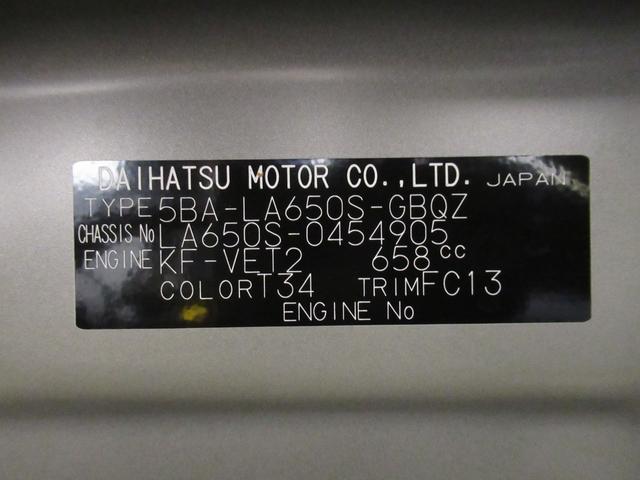 DAIHATSU MOTOR CO.,LTD. JAPAN
TYPE 5BA-LA650S-GBQZ
CHASSIS No LA650S-0454905
ENGINE KF-VET2 658cc
COLOR T34 TRIM FC13
ENGINE No